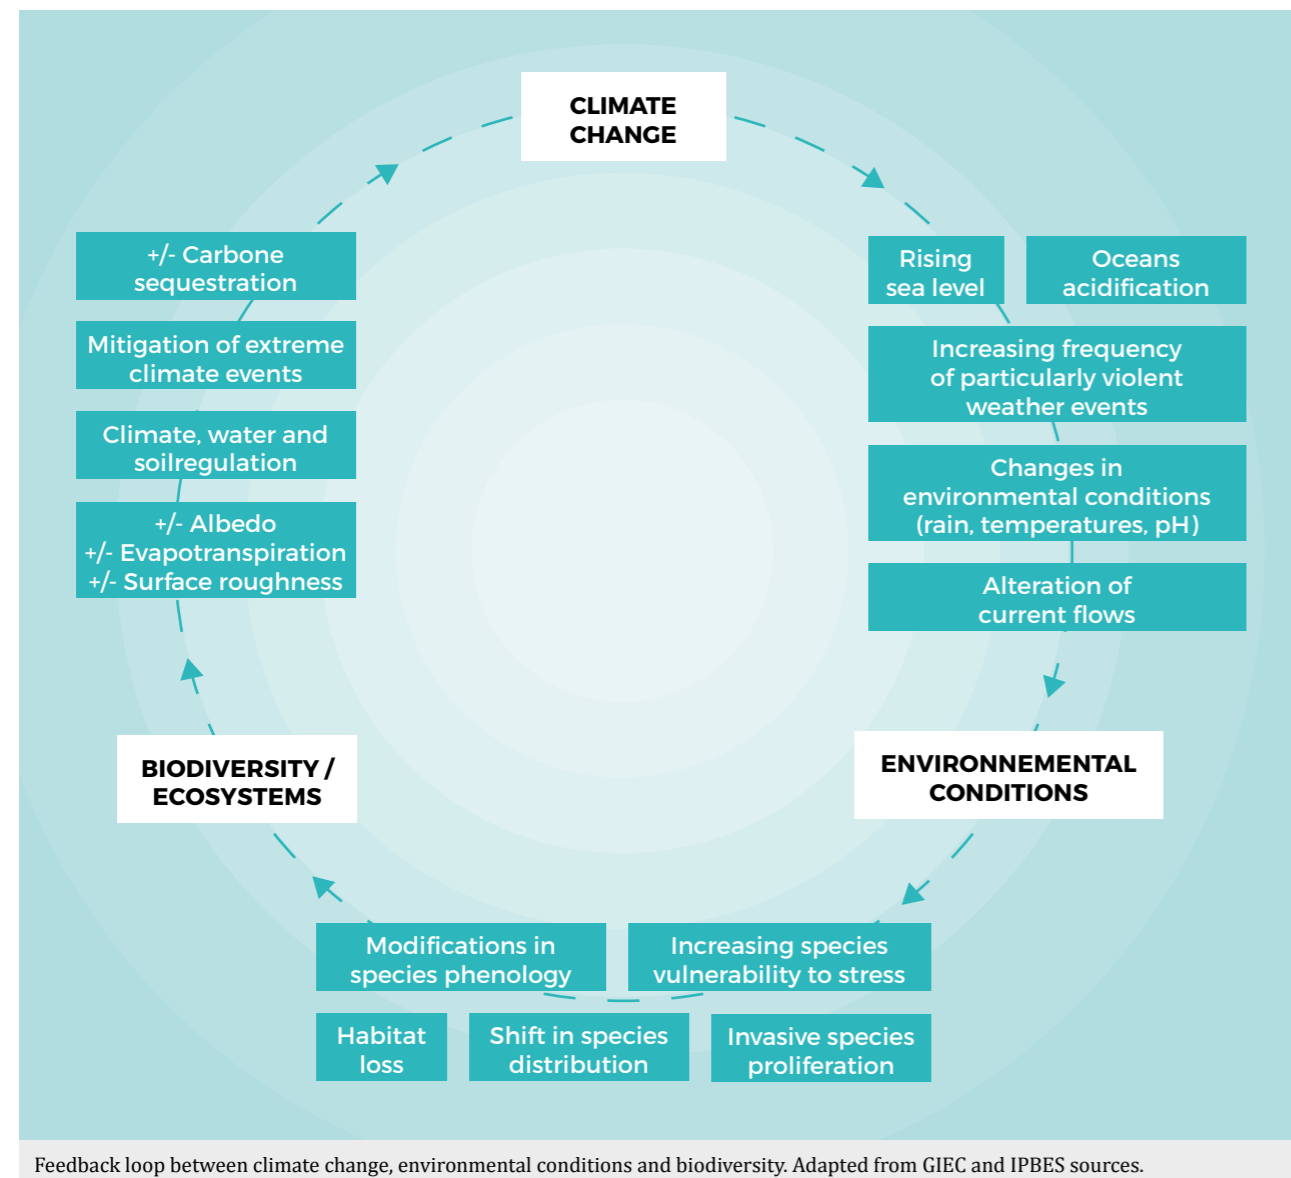 CLIMATE
CHANGE
+/- Carbone
sequestration
Mitigation of extreme
climate events
Climate, water and
soilregulation
+/- Albedo
+/- Evapotranspiration
+/- Surface roughness
Rising
sea level
Oceans
acidification
Increasing frequency
of particularly violent
weather events
Changes in
environmental conditions
(rain, temperatures, pH)
Alteration of
current flows
BIODIVERSITY /
ECOSYSTEMS
ENVIRONNEMENTAL
CONDITIONS
Modifications in
species phenology
Increasing species
vulnerability to stress
Habitat
loss
Shift in species
distribution
Invasive species
proliferation
Feedback loop between climate change, environmental conditions and biodiversity. Adapted from GIEC and IPBES sources.